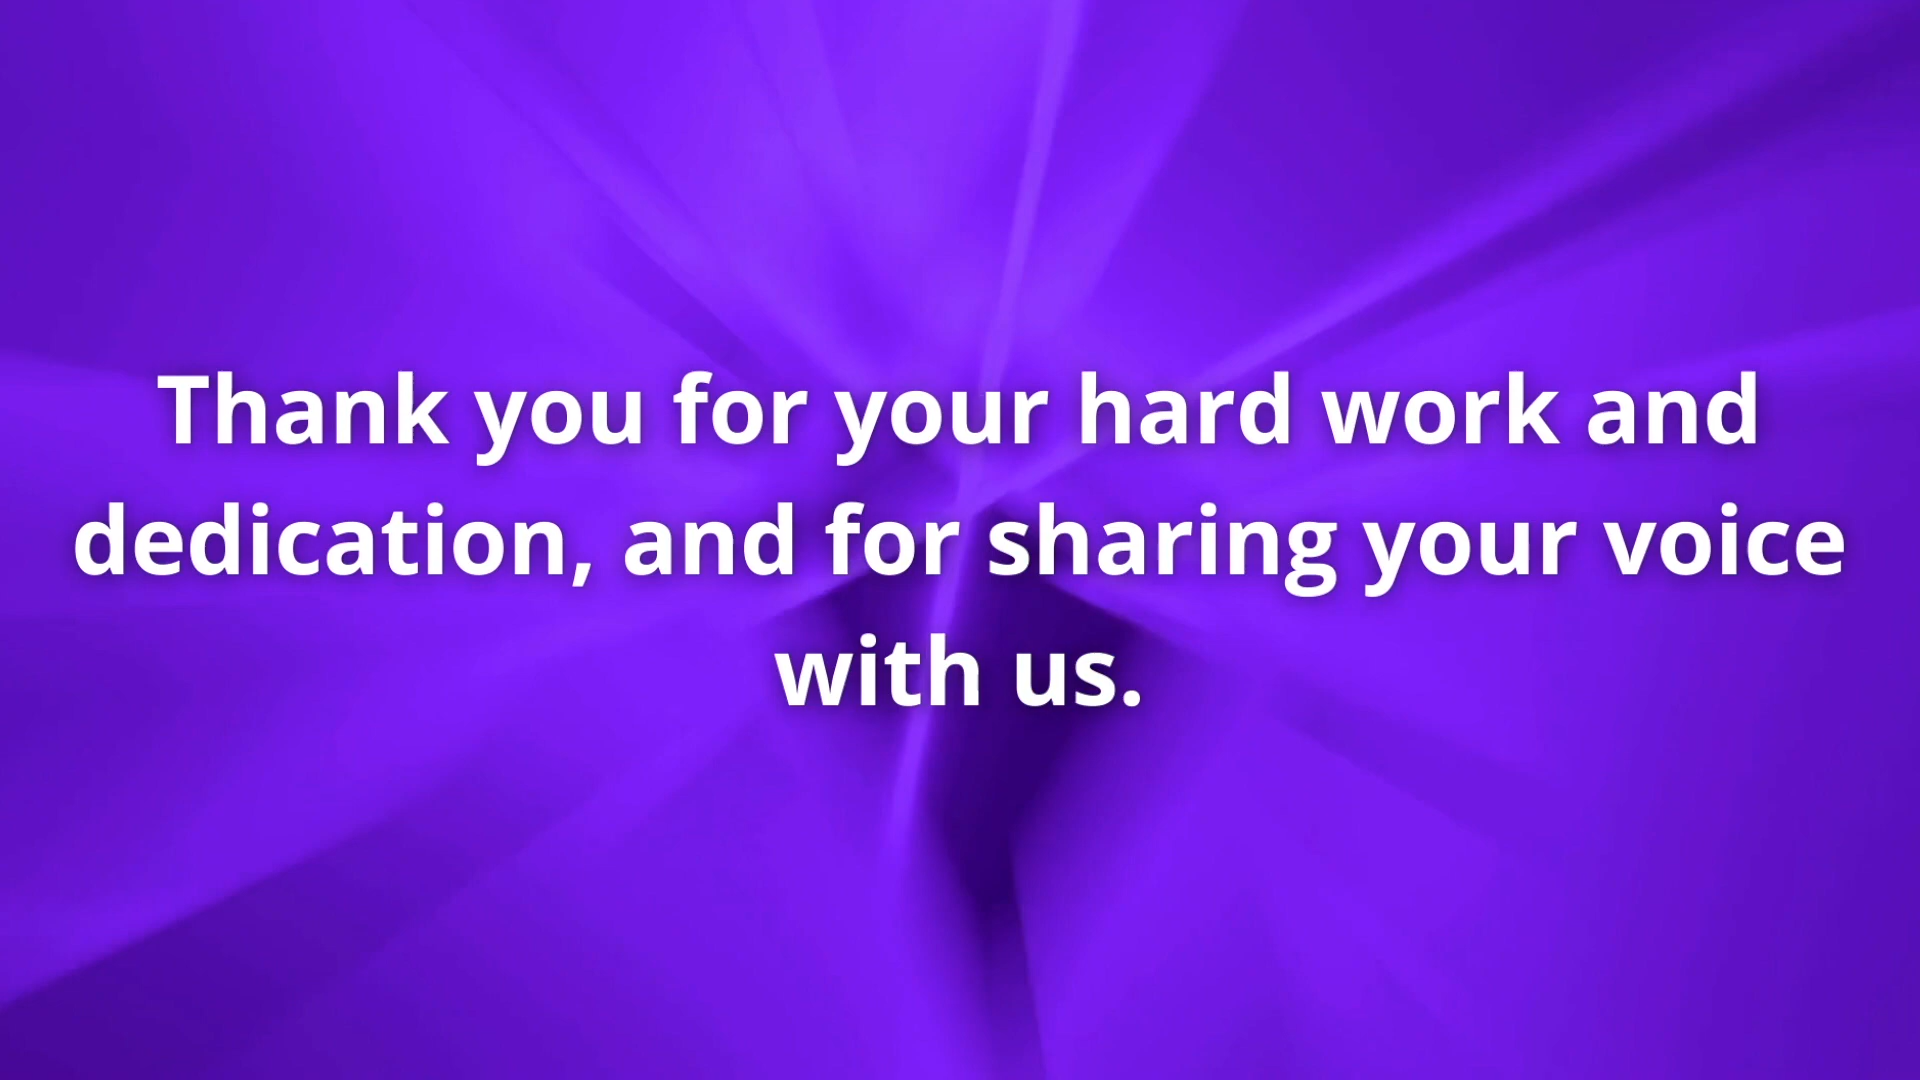 Thank you for your hard work and
dedication, and for sharing your voice
with us.